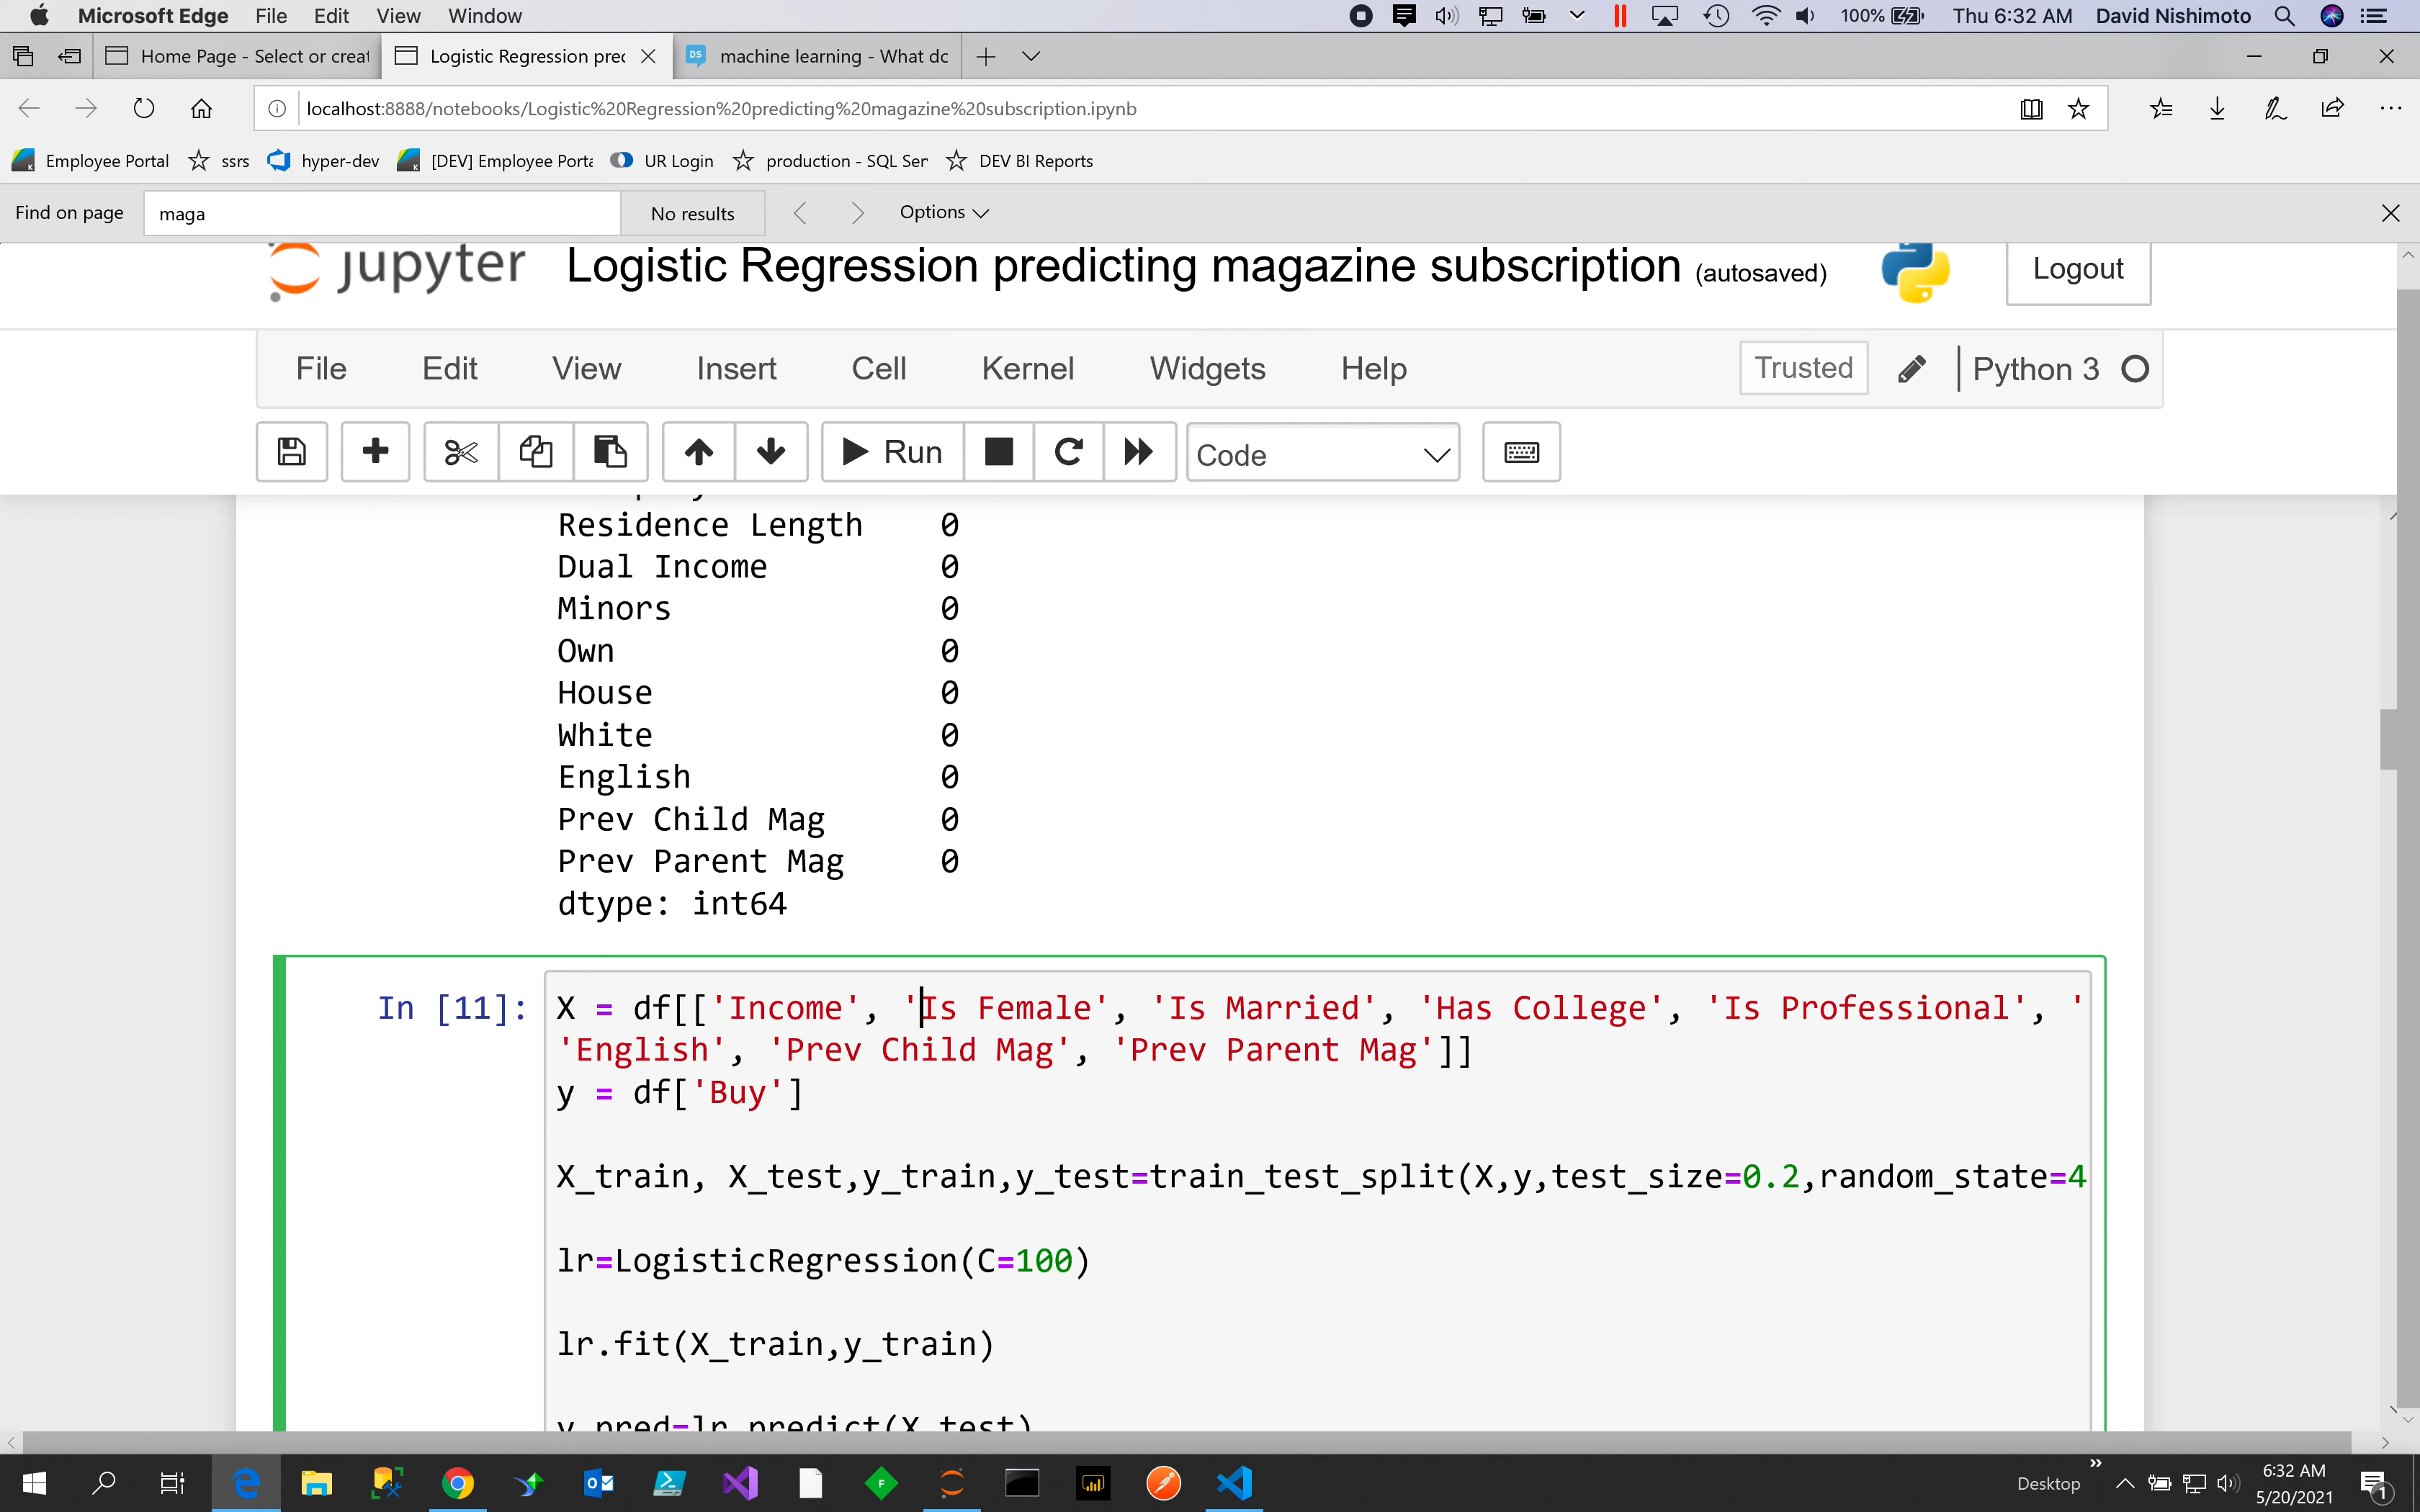 Microsoft Edge File Edit View Window 100% Thu 6:32 AM David Nishimoto
Home Page - Select or creat Logistic Regression prec DS machine learning - What dc
localhost:8888/notebooks/Logistic%20Regression%20predicting%20magazine%20subscription.ipynb
Employee Portal ssrs hyper-dev [DEV] Employee Porta UR Login production - SQL Ser DEV BI Reports
Find on page maga No results Options
jupyter Logistic Regression predicting magazine subscription (autosaved) Logout
File Edit View Insert Cell Kernel Widgets Help Trusted Python 3
Run Code
Residence Length 0
Dual Income 0
Minors 0
Own 0
House 0
White 0
English 0
Prev Child Mag 0
Prev Parent Mag 0
dtype: int64
In [11]: X = df[['Income', 'Is Female', 'Is Married', 'Has College', 'Is Professional', '
'English', 'Prev Child Mag', 'Prev Parent Mag']]
y = df['Buy']
X_train, X_test,y_train,y_test=train_test_split(X,y,test_size=0.2,random_state=4
lr=LogisticRegression(C=100)
lr.fit(X_train,y_train)
y_pred=lr.predict(X_test)
Desktop 6:32 AM
5/20/2021 1